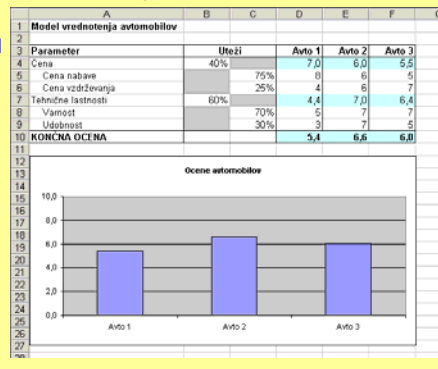 A B C D E F
1 Model vrednotenja avtomobilov
2
3 Parameter Uteži Avto 1 Avto 2 Avto 3
4 Cena 40% 7,0 6,0 5,5
5 Cena nabave 75% 8 6 5
6 Cena vzdrževanja 25% 4 6 7
7 Tehnične lastnosti 60% 4,4 7,0 6,4
8 Varnost 70% 5 7 7
9 Udobnost 30% 3 7 5
10 KONČNA OCENA 5,4 6,6 6,0
11
12
13 Ocene avtomobilov
14
15 10,0
16
17 8,0
18
19 6,0
20
21 4,0
22
23 2,0
24
25 0,0
26 Avto 1 Avto 2 Avto 3
27